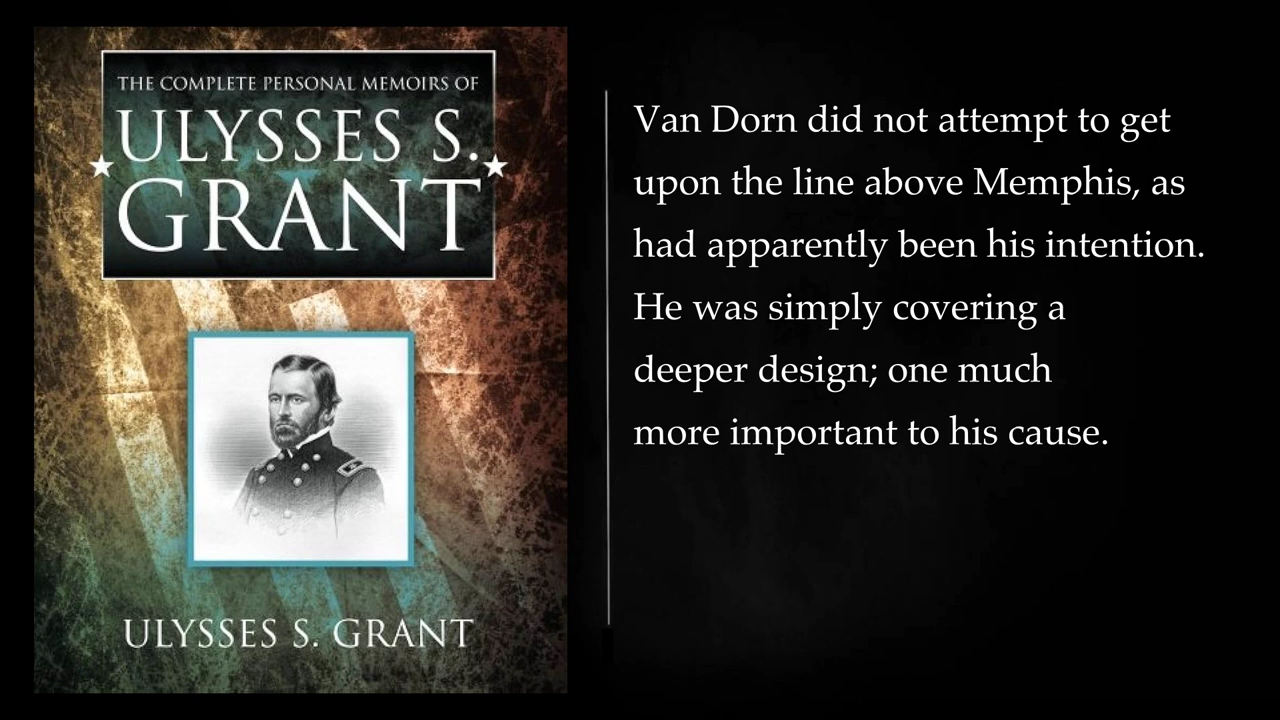 THE COMPLETE PERSONAL MEMOIRS OF
ULYSSES S.
GRANT
ULYSSES S. GRANT
Van Dorn did not attempt to get
upon the line above Memphis, as
had apparently been his intention.
He was simply covering a
deeper design; one much
more important to his cause.